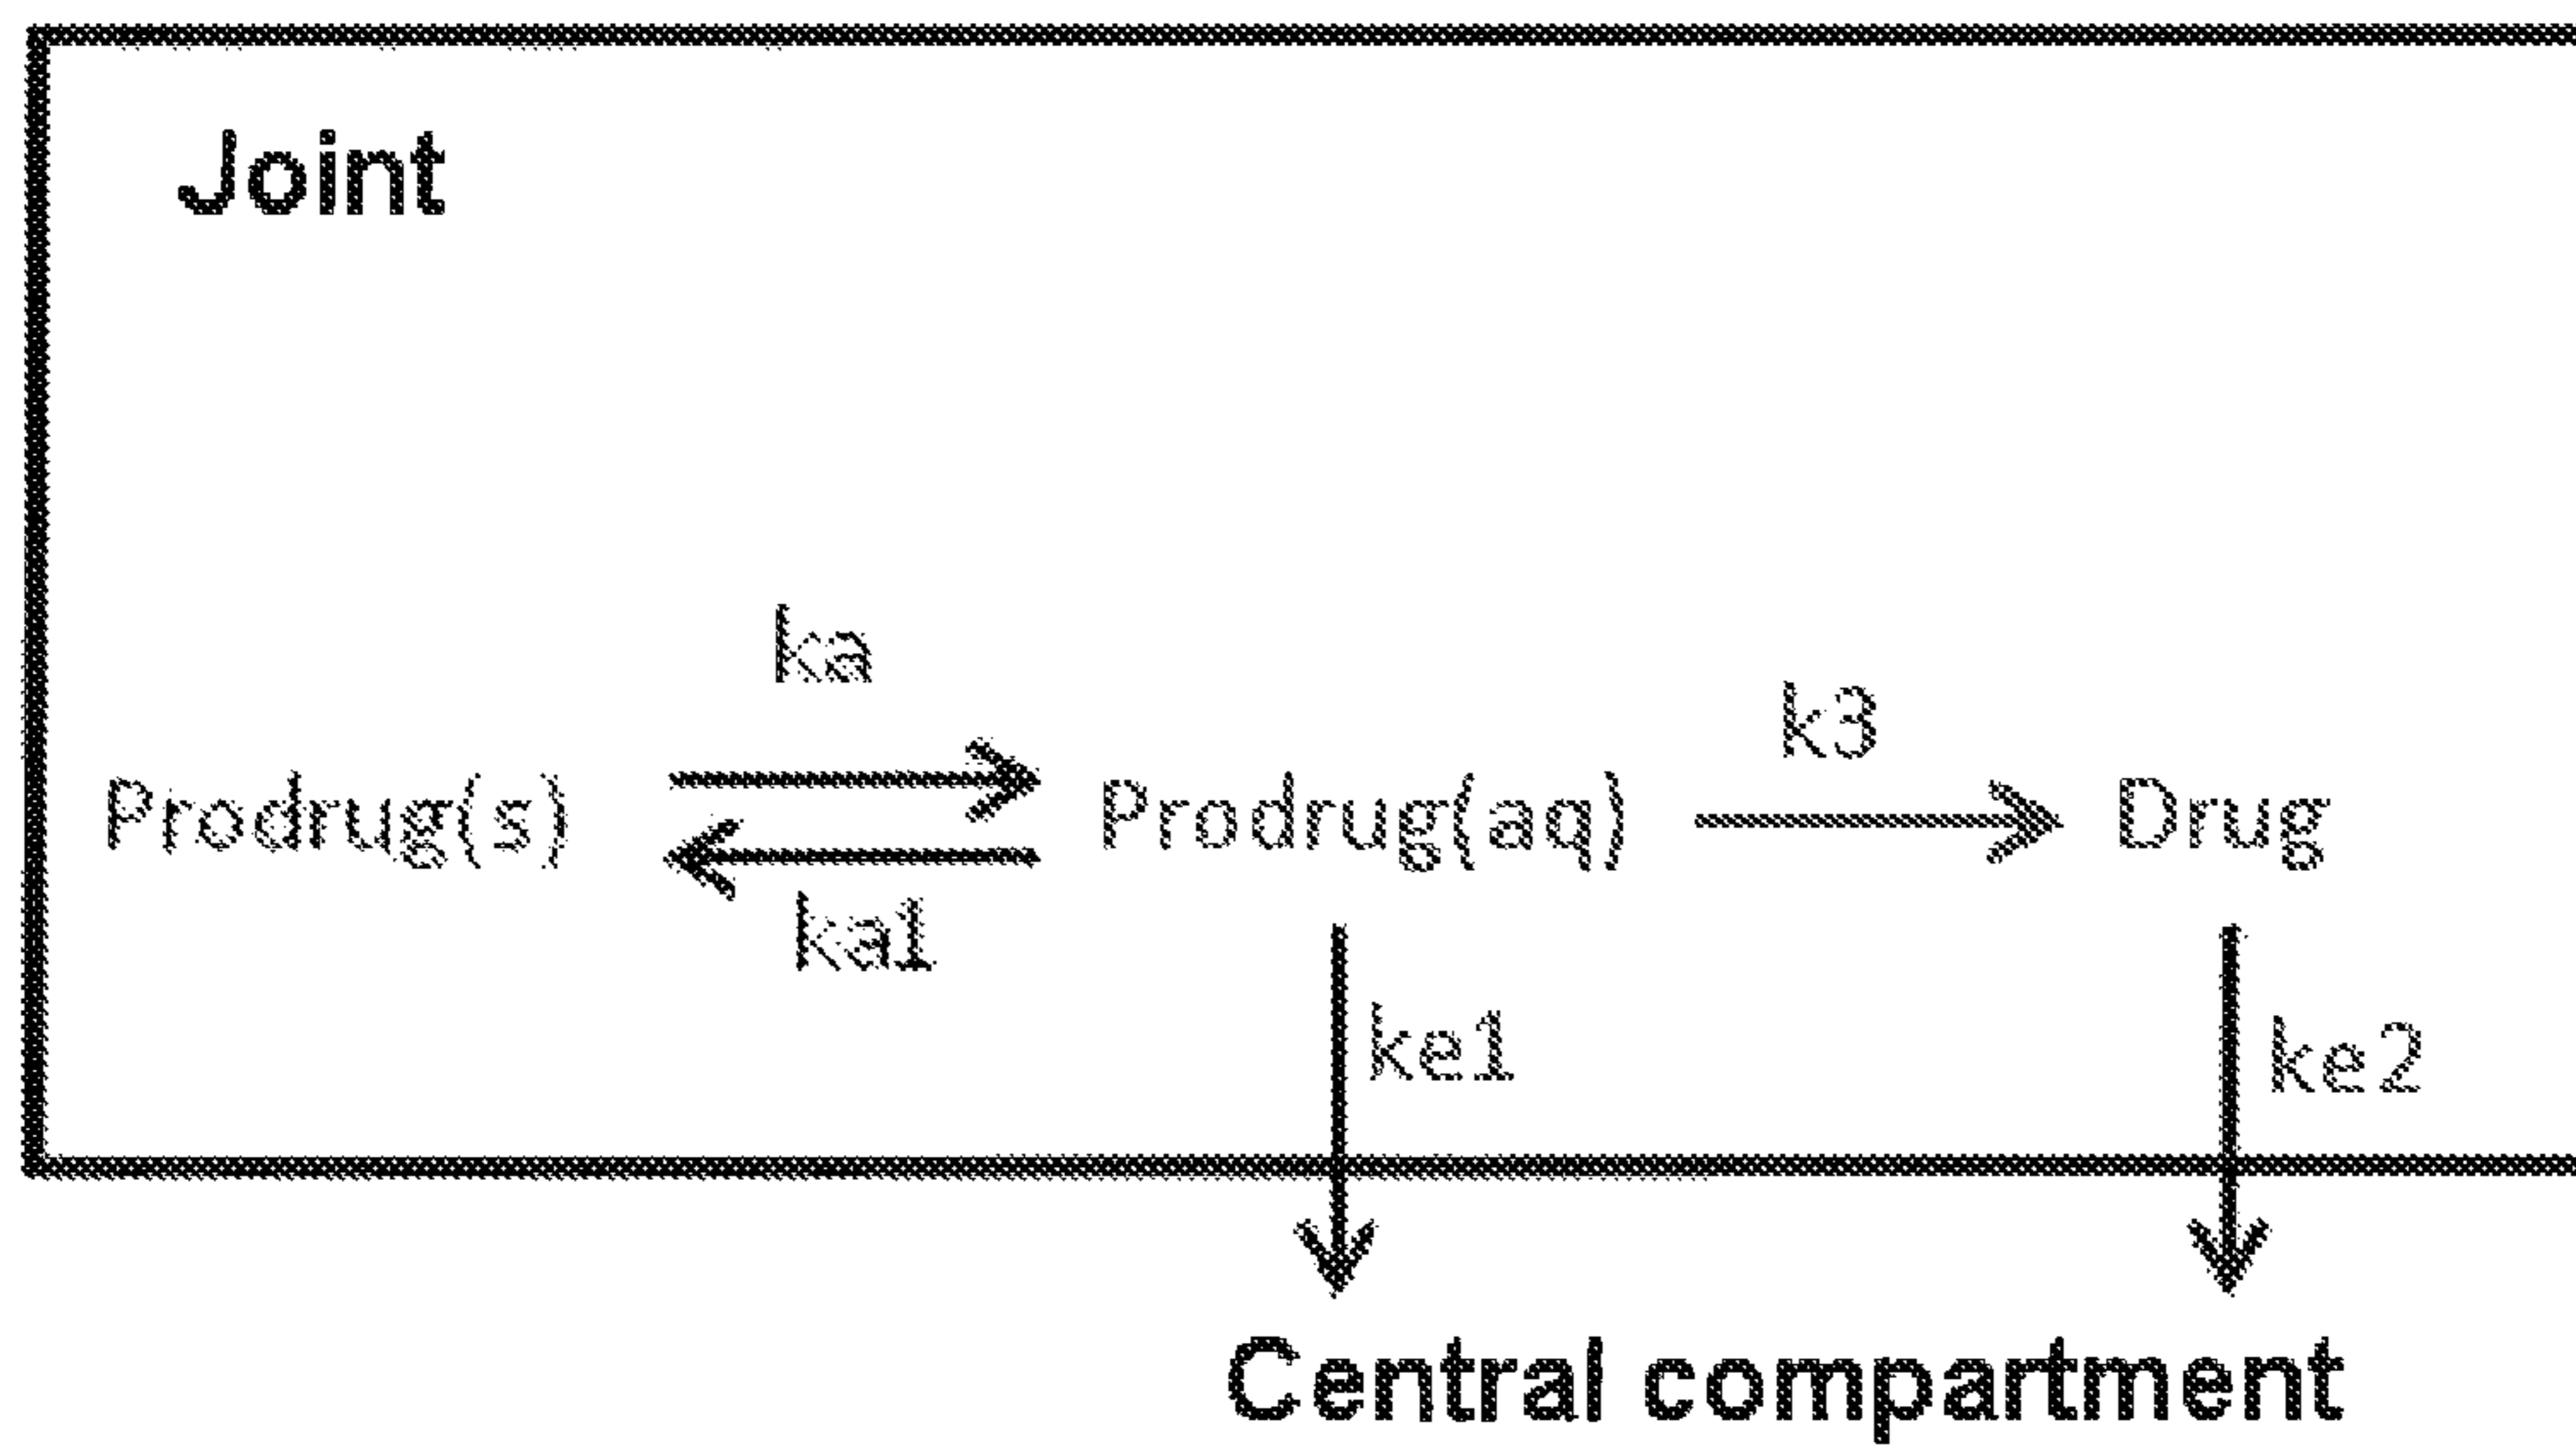 Joint
ka
k3
Prodrug(s) Prodrug(aq) Drug
ka1
ke1 ke2
Central compartment